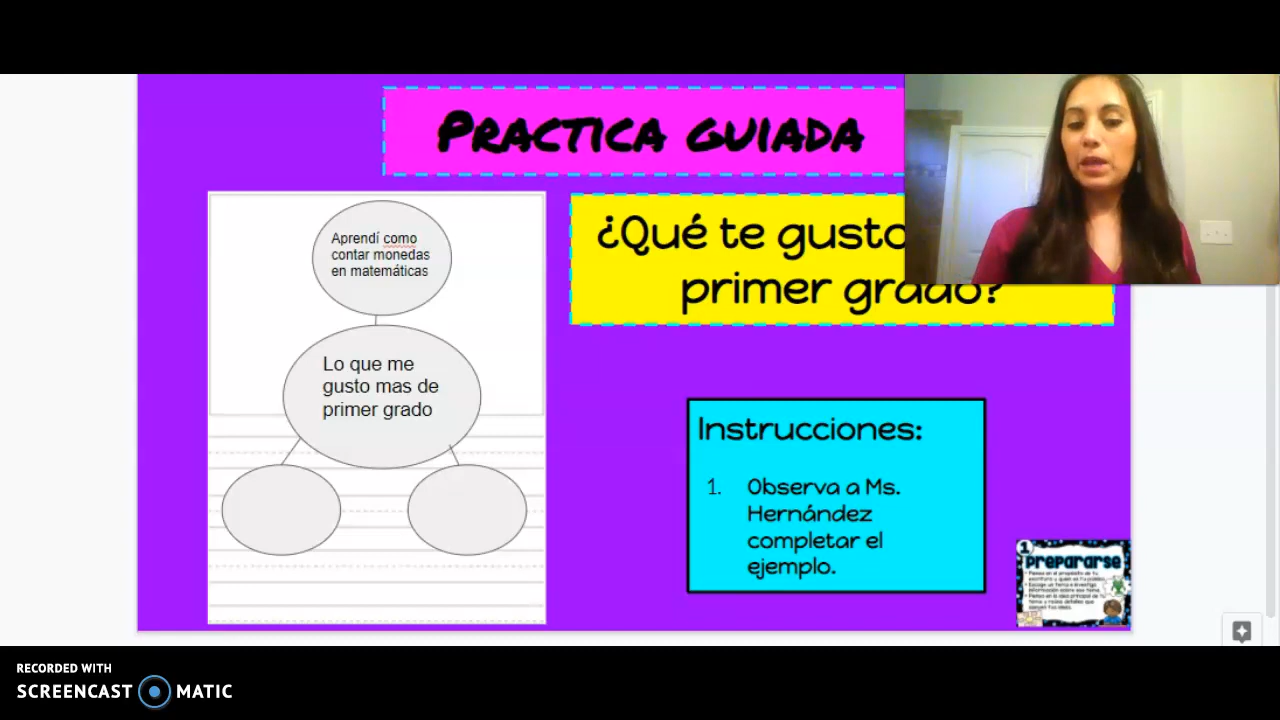 PRACTICA GUIADA
¿Qué te gusto
primer grado?
Aprendí como
contar monedas
en matemáticas
Lo que me
gusto mas de
primer grado
Instrucciones:
1. Observa a Ms.
Hernández
completar el
ejemplo.
1
PREPARARSE
RECORDED WITH
SCREENCAST MATIC